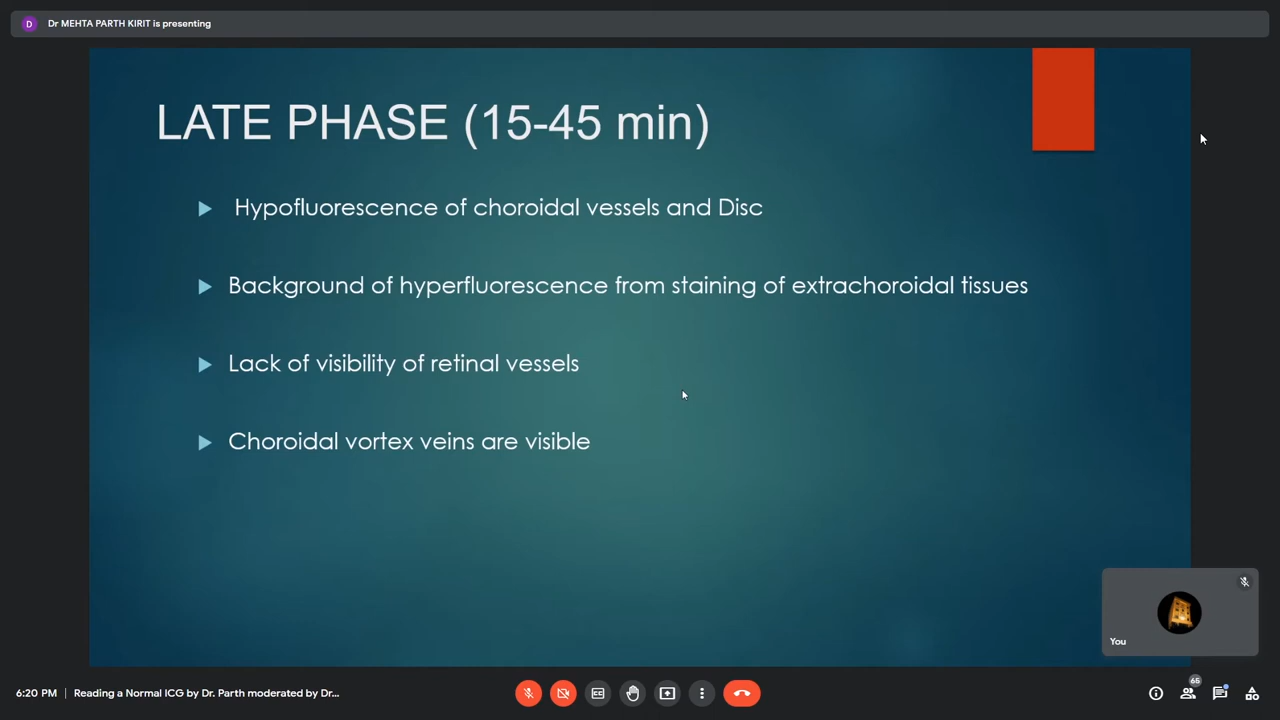 D Dr MEHTA PARTH KIRIT is presenting
LATE PHASE (15-45 min)
Hypofluorescence of choroidal vessels and Disc
Background of hyperfluorescence from staining of extrachoroidal tissues
Lack of visibility of retinal vessels
Choroidal vortex veins are visible
You
6:20 PM | Reading a Normal ICG by Dr. Parth moderated by Dr...
65